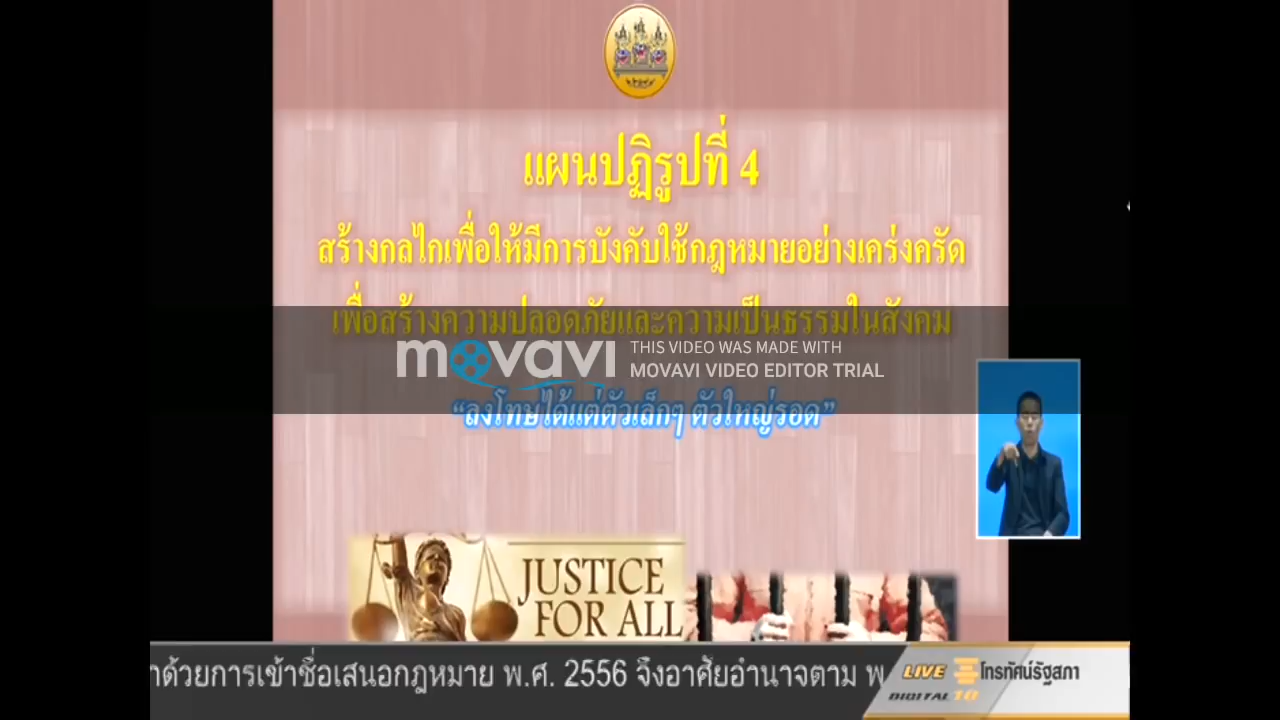 แผนปฏิรูปที่ 4
สร้างกลไกเพื่อให้มีการบังคับใช้กฎหมายอย่างเคร่งครัด
เพื่อสร้างความปลอดภัยและความเป็นธรรมในสังคม
movavi
THIS VIDEO WAS MADE WITH
MOVAVI VIDEO EDITOR TRIAL
“ลงโทษได้แต่ตัวเล็กๆ ตัวใหญ่รอด”
JUSTICE
FOR ALL
าด้วยการเข้าชื่อเสนอกฎหมาย พ.ศ. 2556 จึงอาศัยอำนาจตาม พ
LIVE
DIGITAL 10
โทรทัศน์รัฐสภา